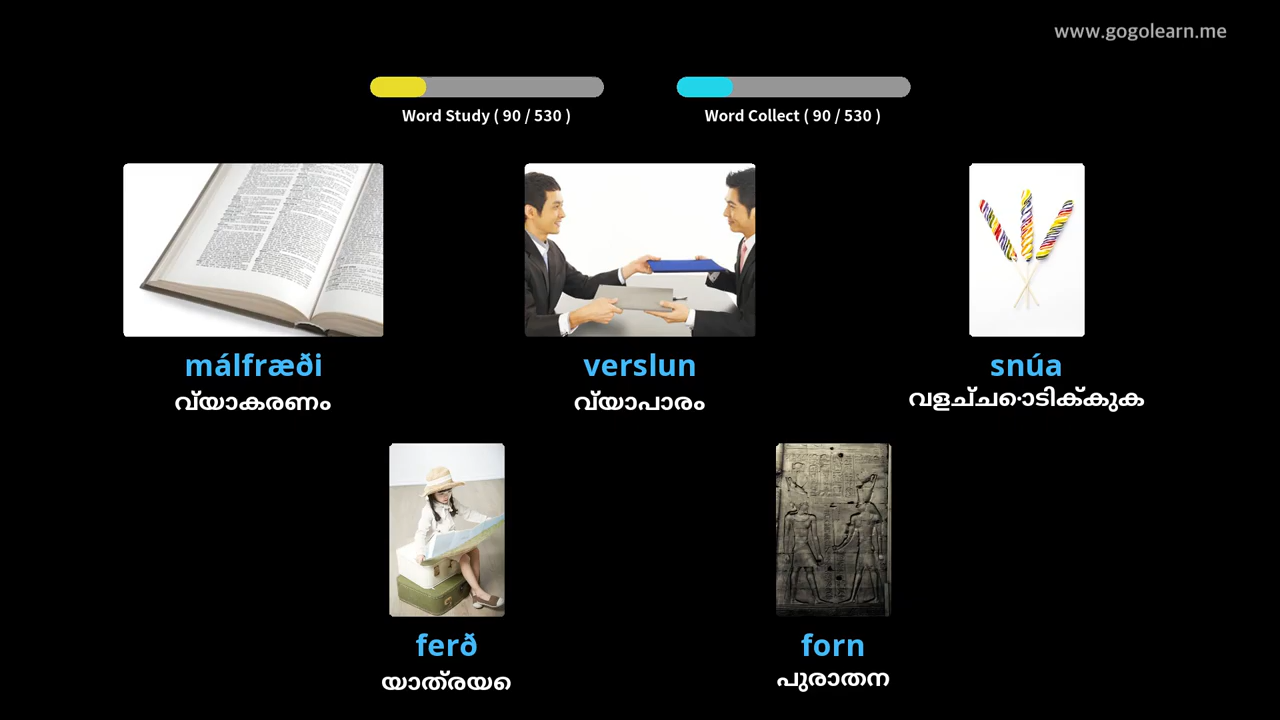 www.gogolearn.me
Word Study ( 90 / 530 )
Word Collect ( 90 / 530 )
málfræði
വ്യാകരണം
verslun
വ്യാപാരം
snúa
വളച്ചൊടിക്കുക
ferð
യാത്രയെ
forn
പുരാതന